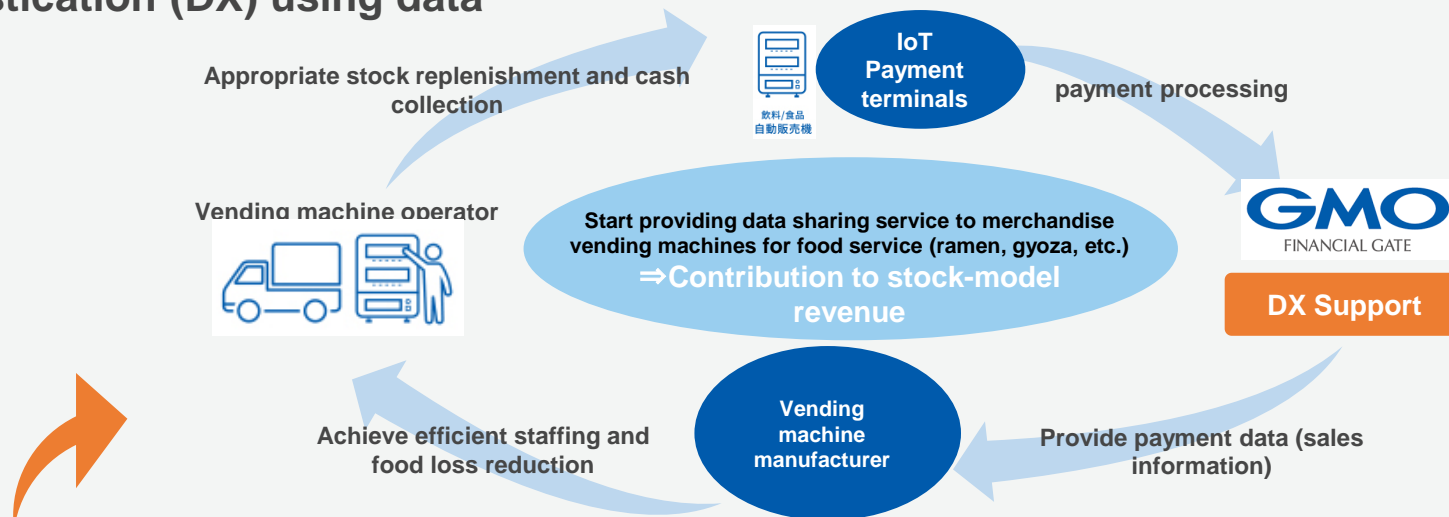 (DX) using data
IoT
Payment
terminals
Appropriate stock replenishment and cash
collection
payment processing
飲料/食品
自動販売機
Vending machine operator
Start providing data sharing service to merchandise
vending machines for food service (ramen, gyoza, etc.)
⇒Contribution to stock-model
revenue
GMO
FINANCIAL GATE
DX Support
Vending
machine
manufacturer
Achieve efficient staffing and
food loss reduction
Provide payment data (sales
information)